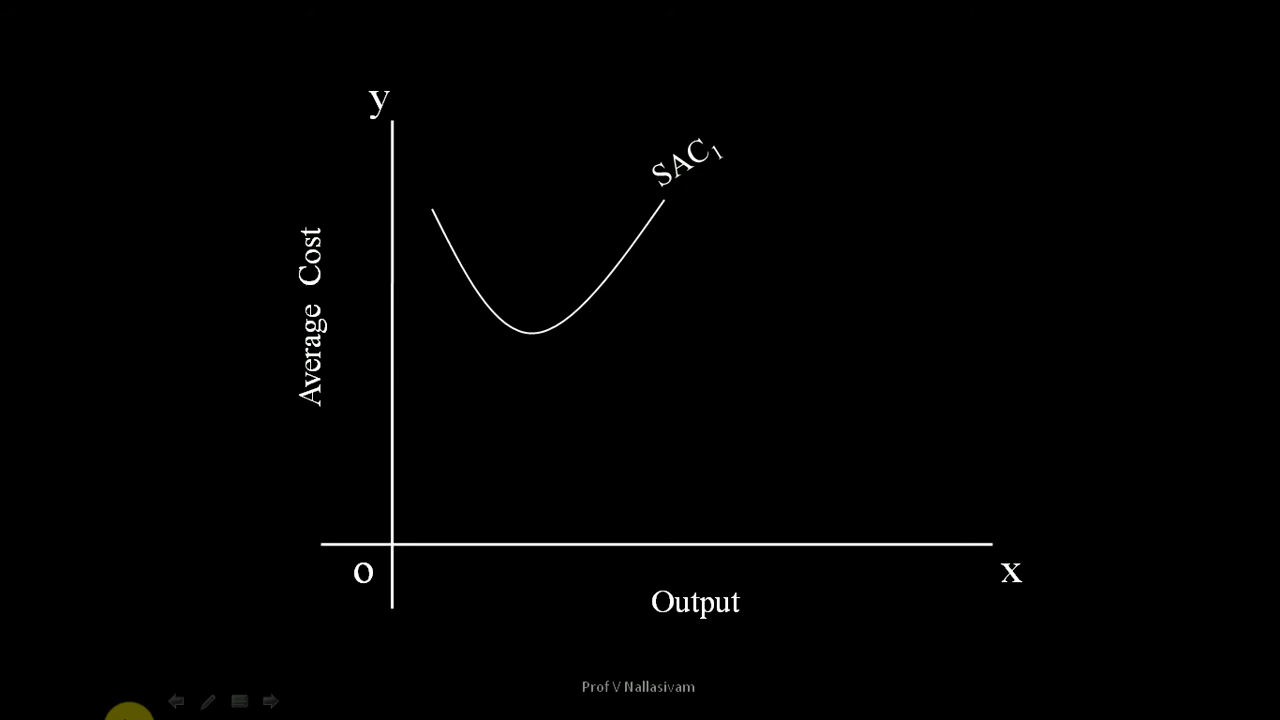 y
SAC₁
Average Cost
o
x
Output
Prof V Nallasivam